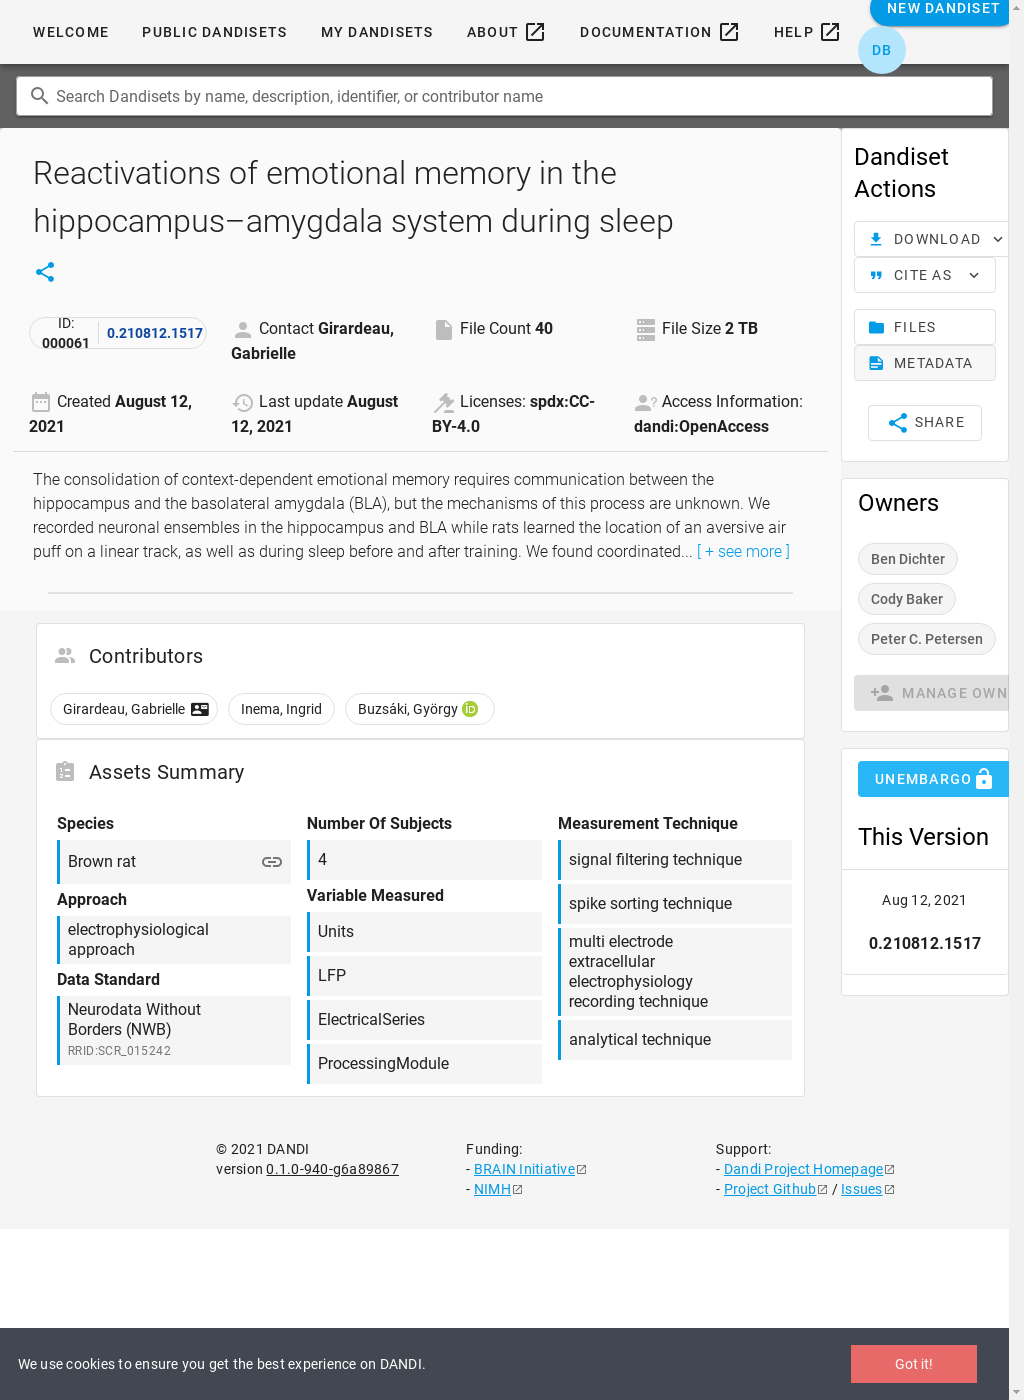 WELCOME
PUBLIC DANDISETS
MY DANDISETS
ABOUT
DOCUMENTATION
HELP
NEW DANDISET
DB
Search Dandisets by name, description, identifier, or contributor name
Reactivations of emotional memory in the
hippocampus–amygdala system during sleep
ID:
000061
0.210812.1517
Contact Girardeau,
Gabrielle
File Count 40
File Size 2 TB
Created August 12,
2021
Last update August
12, 2021
Licenses: spdx:CC-
BY-4.0
Access Information:
dandi:OpenAccess
The consolidation of context-dependent emotional memory requires communication between the
hippocampus and the basolateral amygdala (BLA), but the mechanisms of this process are unknown. We
recorded neuronal ensembles in the hippocampus and BLA while rats learned the location of an aversive air
puff on a linear track, as well as during sleep before and after training. We found coordinated... [ + see more ]
Contributors
Girardeau, Gabrielle
Inema, Ingrid
Buzsáki, György
iD
Assets Summary
Species
Brown rat
Approach
electrophysiological
approach
Data Standard
Neurodata Without
Borders (NWB)
RRID:SCR_015242
Number Of Subjects
4
Variable Measured
Units
LFP
ElectricalSeries
ProcessingModule
Measurement Technique
signal filtering technique
spike sorting technique
multi electrode
extracellular
electrophysiology
recording technique
analytical technique
Dandiset
Actions
DOWNLOAD
CITE AS
FILES
METADATA
SHARE
Owners
Ben Dichter
Cody Baker
Peter C. Petersen
MANAGE OWN
UNEMBARGO
This Version
Aug 12, 2021
0.210812.1517
© 2021 DANDI
version 0.1.0-940-g6a89867
Funding:
- BRAIN Initiative
- NIMH
Support:
- Dandi Project Homepage
- Project Github / Issues
We use cookies to ensure you get the best experience on DANDI.
Got it!